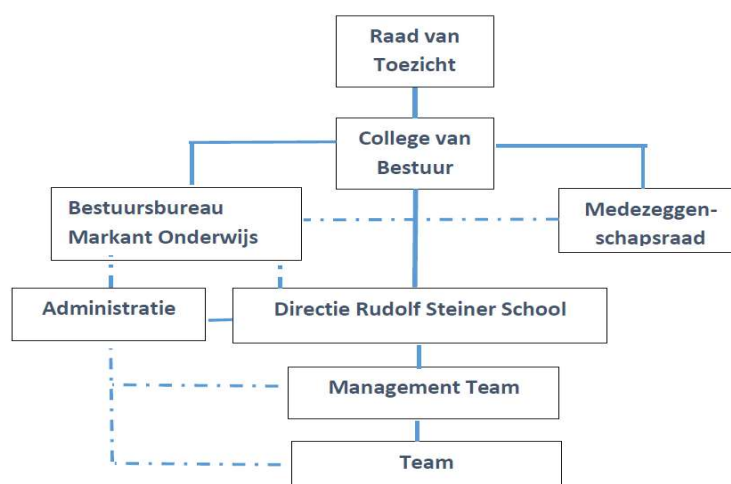 Raad van
Toezicht
College van
Bestuur
Bestuursbureau
Markant Onderwijs
Medezeggen-
schapsraad
Administratie
Directie Rudolf Steiner School
Management Team
Team